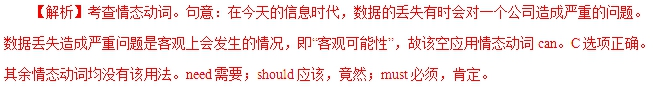 【解析】考查情态动词。句意：在今天的信息时代，数据的丢失有时会对一个公司造成严重的问题。
数据丢失造成严重问题是客观上会发生的情况，即“客观可能性”，故该空应用情态动词 can。C 选项正确。
其余情态动词均没有该用法。need 需要；should 应该，竟然；must 必须，肯定。